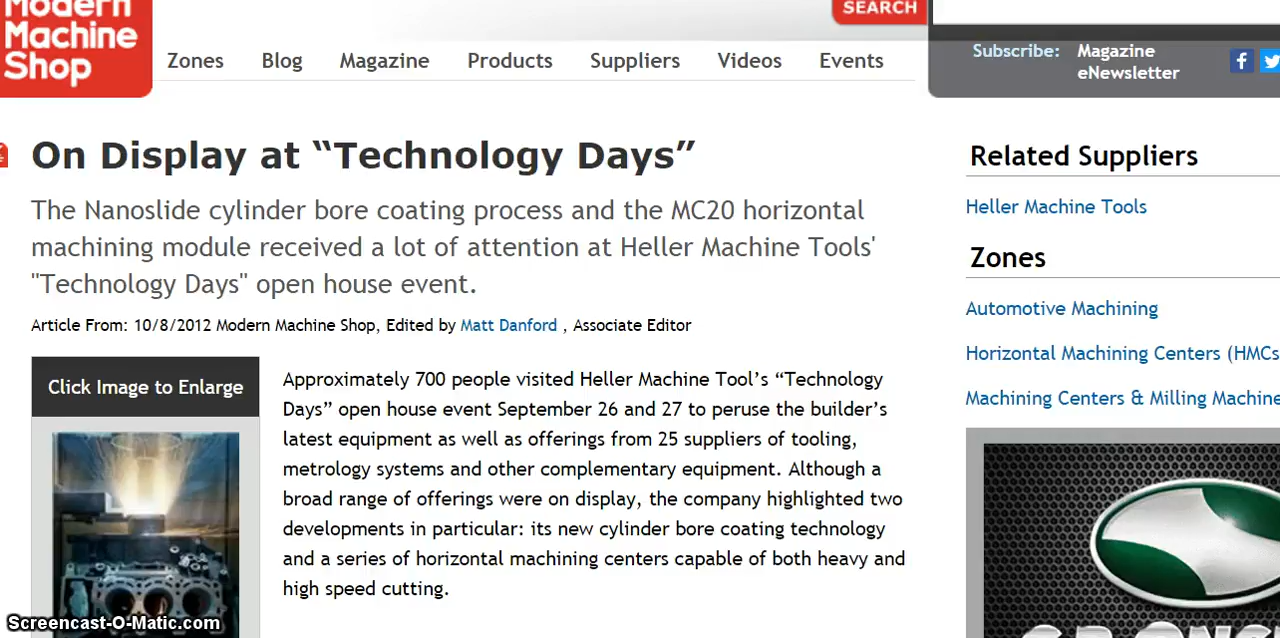 Modern
Machine
Shop
SEARCH
Zones Blog Magazine Products Suppliers Videos Events
Subscribe: Magazine
eNewsletter
On Display at “Technology Days”
The Nanoslide cylinder bore coating process and the MC20 horizontal
machining module received a lot of attention at Heller Machine Tools'
"Technology Days" open house event.
Article From: 10/8/2012 Modern Machine Shop, Edited by Matt Danford , Associate Editor
Click Image to Enlarge
Approximately 700 people visited Heller Machine Tool’s “Technology
Days” open house event September 26 and 27 to peruse the builder’s
latest equipment as well as offerings from 25 suppliers of tooling,
metrology systems and other complementary equipment. Although a
broad range of offerings were on display, the company highlighted two
developments in particular: its new cylinder bore coating technology
and a series of horizontal machining centers capable of both heavy and
high speed cutting.
Related Suppliers
Heller Machine Tools
Zones
Automotive Machining
Horizontal Machining Centers (HMCs
Machining Centers & Milling Machine
Screencast-O-Matic.com